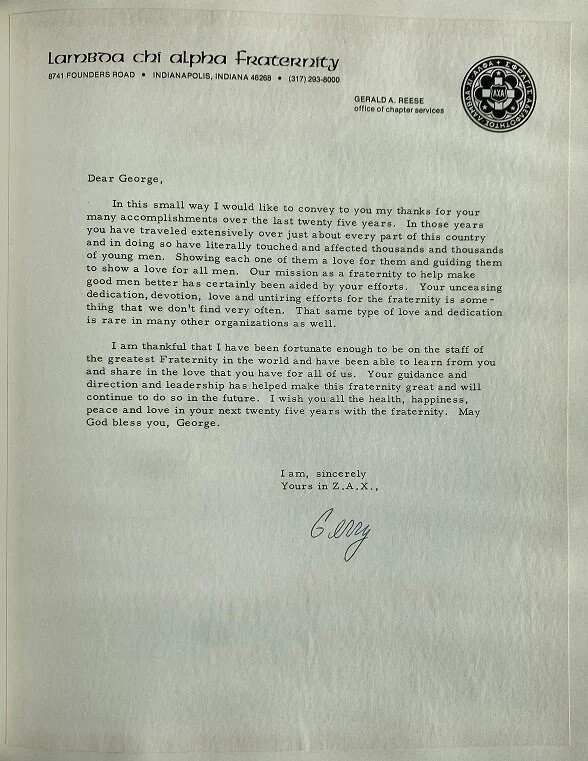 Lambda Chi Alpha Fraternity
8741 FOUNDERS ROAD • INDIANAPOLIS, INDIANA 46268 • (317) 293-8000
GERALD A. REESE
office of chapter services
ΑΧΑ
Dear George,
In this small way I would like to convey to you my thanks for your
many accomplishments over the last twenty five years. In those years
you have traveled extensively over just about every part of this country
and in doing so have literally touched and affected thousands and thousands
of young men. Showing each one of them a love for them and guiding them
to show a love for all men. Our mission as a fraternity to help make
good men better has certainly been aided by your efforts. Your unceasing
dedication, devotion, love and untiring efforts for the fraternity is some-
thing that we don't find very often. That same type of love and dedication
is rare in many other organizations as well.
I am thankful that I have been fortunate enough to be on the staff of
the greatest Fraternity in the world and have been able to learn from you
and share in the love that you have for all of us. Your guidance and
direction and leadership has helped make this fraternity great and will
continue to do so in the future. I wish you all the health, happiness,
peace and love in your next twenty five years with the fraternity. May
God bless you, George.
I am, sincerely
Yours in Z.A.X.,
Gerry